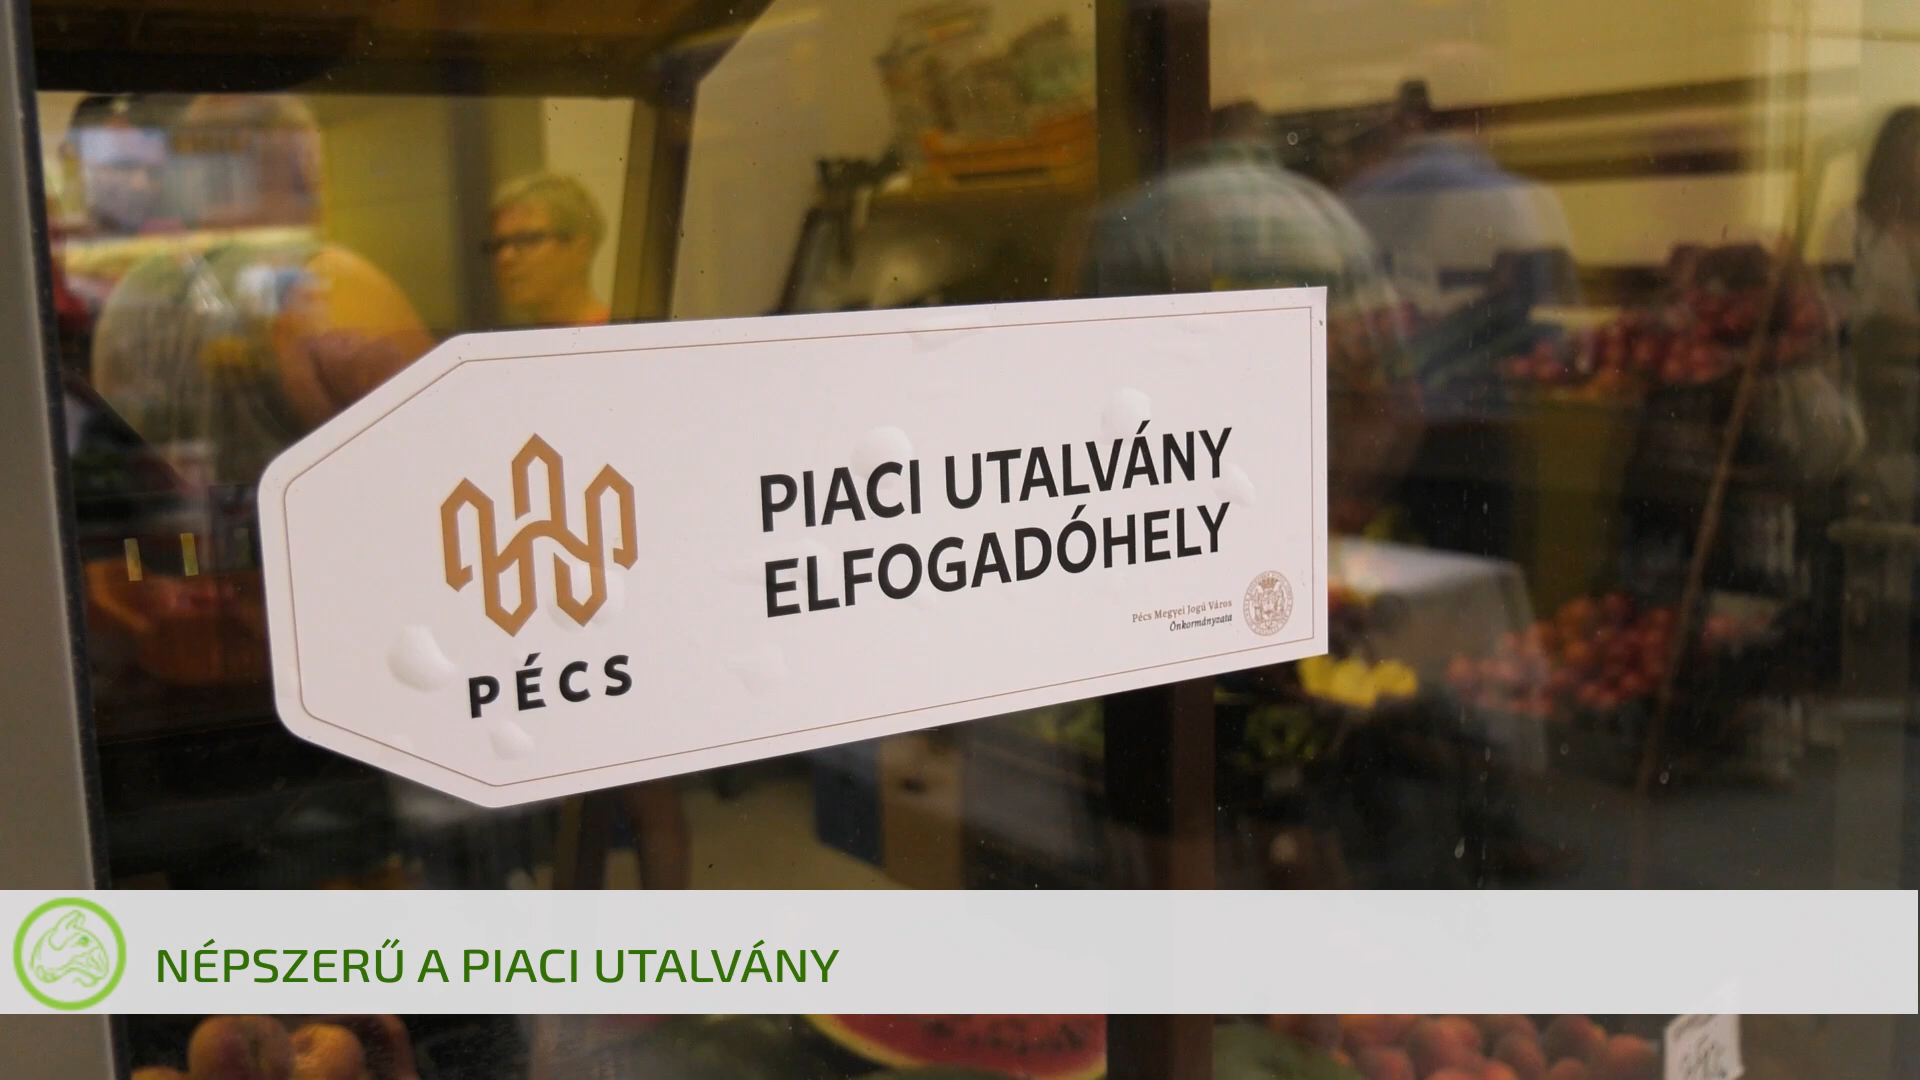 PIACI UTALVÁNY
ELFOGADÓHELY
Pécs Megyei Jogú Város
Önkormányzata
PÉCS
NÉPSZERŰ A PIACI UTALVÁNY